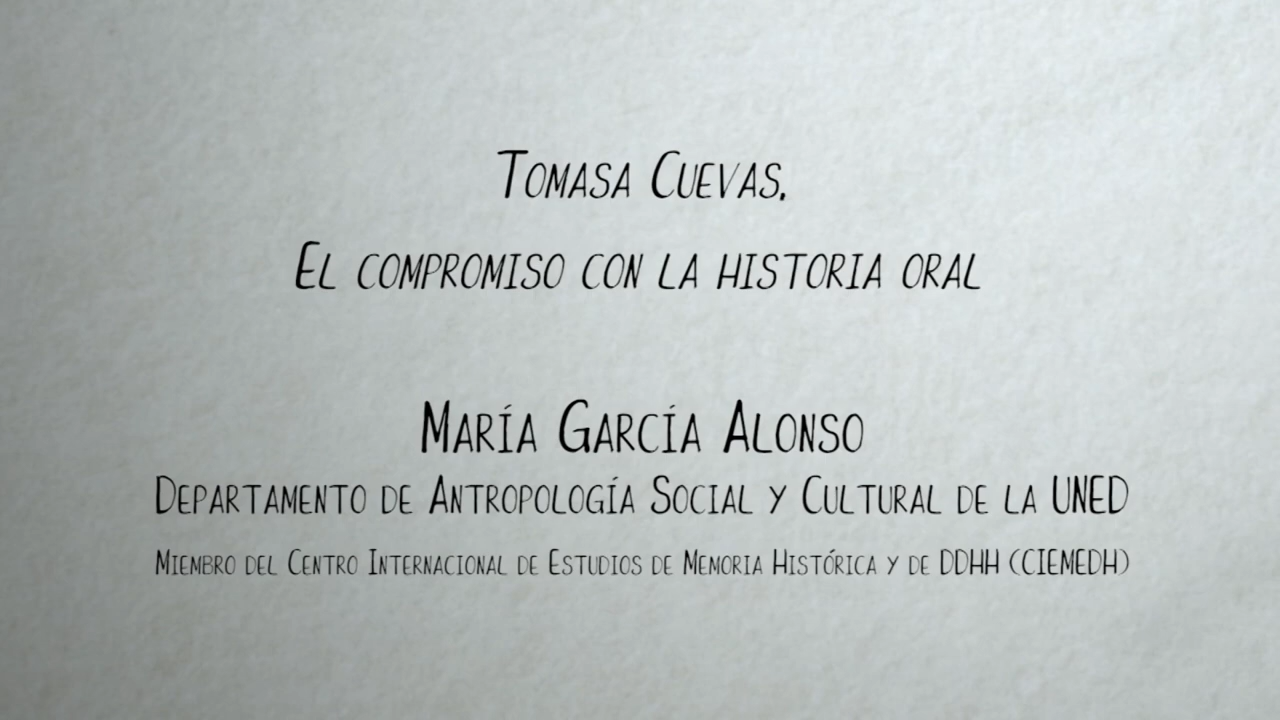 Tomasa Cuevas.
El compromiso con la historia oral
María García Alonso
Departamento de Antropología Social y Cultural de la UNED
Miembro del Centro Internacional de Estudios de Memoria Histórica y de DDHH (CIEMEDH)